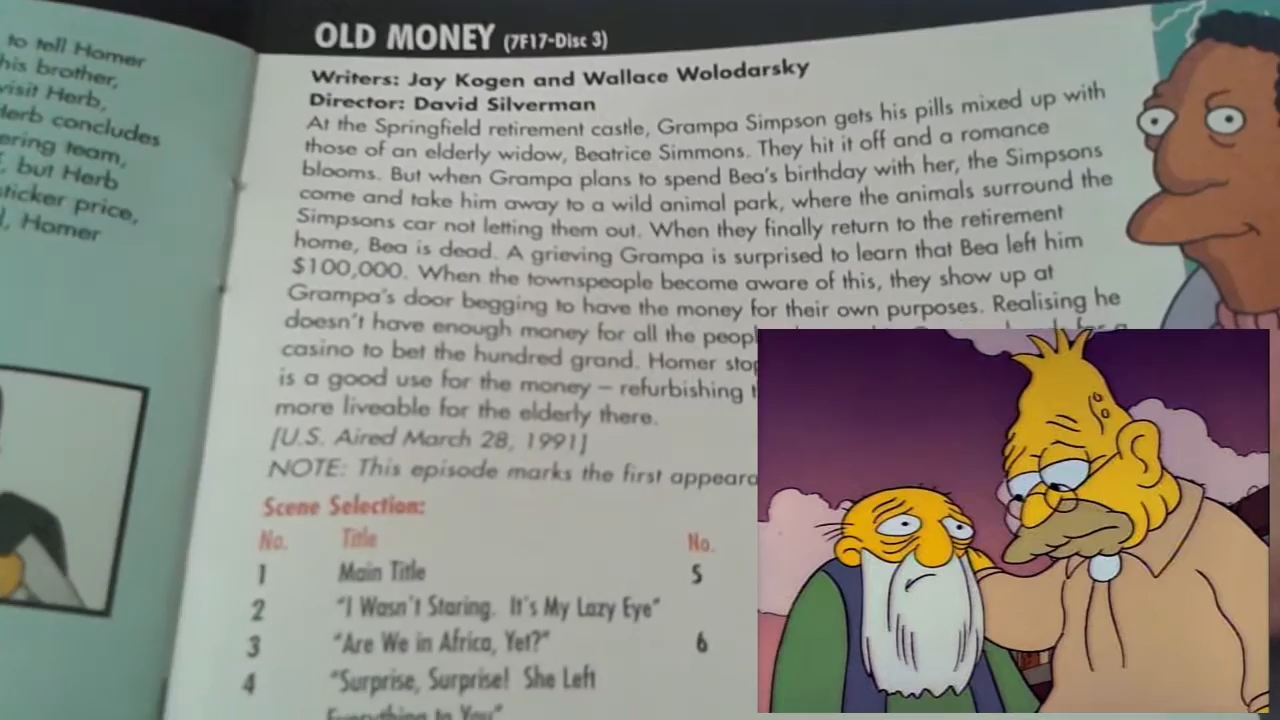 to tell Homer
his brother,
visit Herb,
Herb concludes
ering team,
, but Herb
sticker price,
, Homer
OLD MONEY (7F17-Disc 3)
Writers: Jay Kogen and Wallace Wolodarsky
Director: David Silverman
At the Springfield retirement castle, Grampa Simpson gets his pills mixed up with
those of an elderly widow, Beatrice Simmons. They hit it off and a romance
blooms. But when Grampa plans to spend Bea's birthday with her, the Simpsons
come and take him away to a wild animal park, where the animals surround the
Simpsons car not letting them out. When they finally return to the retirement
home, Bea is dead. A grieving Grampa is surprised to learn that Bea left him
$100,000. When the townspeople become aware of this, they show up at
Grampa's door begging to have the money for their own purposes. Realising he
doesn't have enough money for all the peopl
casino to bet the hundred grand. Homer stop
is a good use for the money – refurbishing t
more liveable for the elderly there.
[U.S. Aired March 28, 1991]
NOTE: This episode marks the first appeara
Scene Selection:
No. Title No.
1 Main Title 5
2 "I Wasn't Staring. It's My Lazy Eye"
3 "Are We in Africa, Yet?" 6
4 "Surprise, Surprise! She Left
Everything to You"